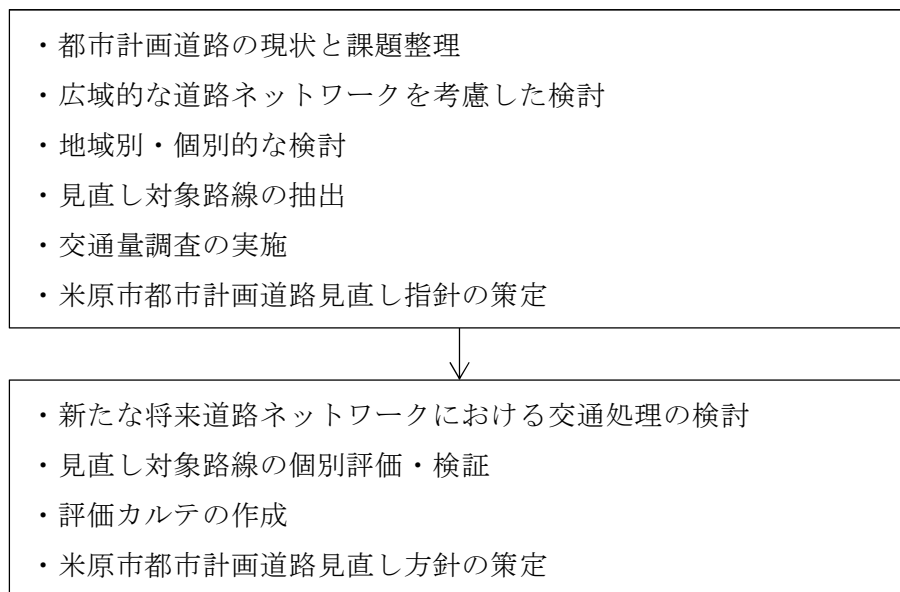 ・都市計画道路の現状と課題整理
・広域的な道路ネットワークを考慮した検討
・地域別・個別的な検討
・見直し対象路線の抽出
・交通量調査の実施
・米原市都市計画道路見直し指針の策定
・新たな将来道路ネットワークにおける交通処理の検討
・見直し対象路線の個別評価・検証
・評価カルテの作成
・米原市都市計画道路見直し方針の策定